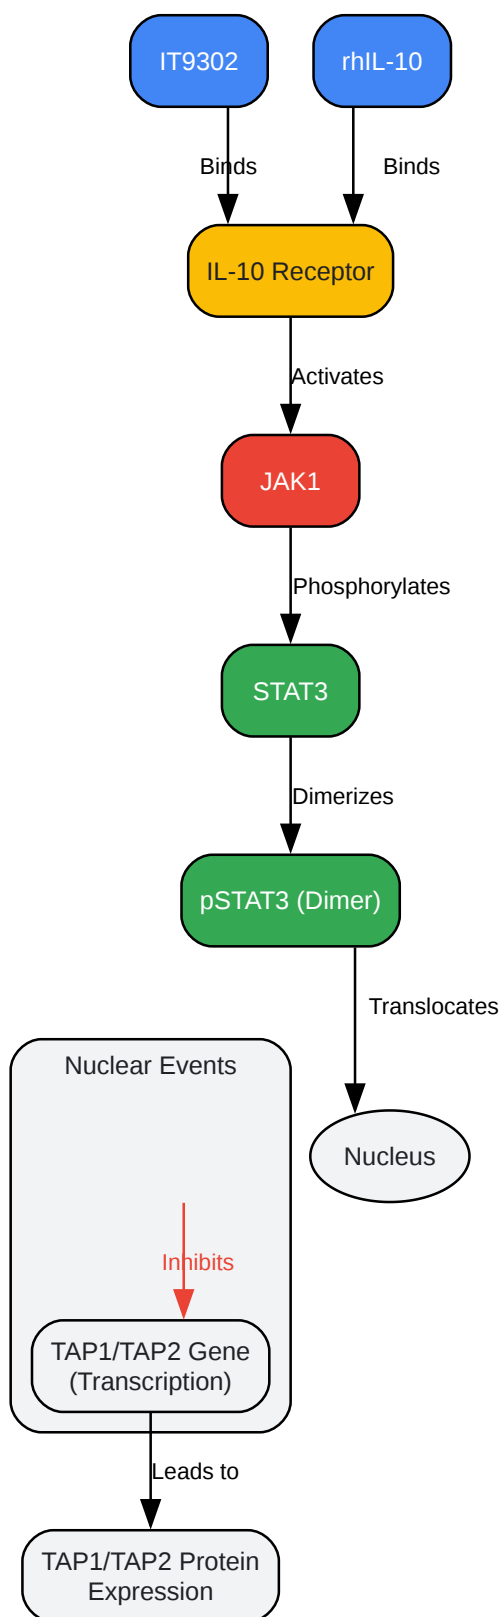 IT9302
rhIL-10
Binds
Binds
IL-10 Receptor
Activates
JAK1
Phosphorylates
STAT3
Dimerizes
pSTAT3 (Dimer)
Translocates
Nuclear Events
Nucleus
Inhibits
TAP1/TAP2 Gene
(Transcription)
Leads to
TAP1/TAP2 Protein
Expression